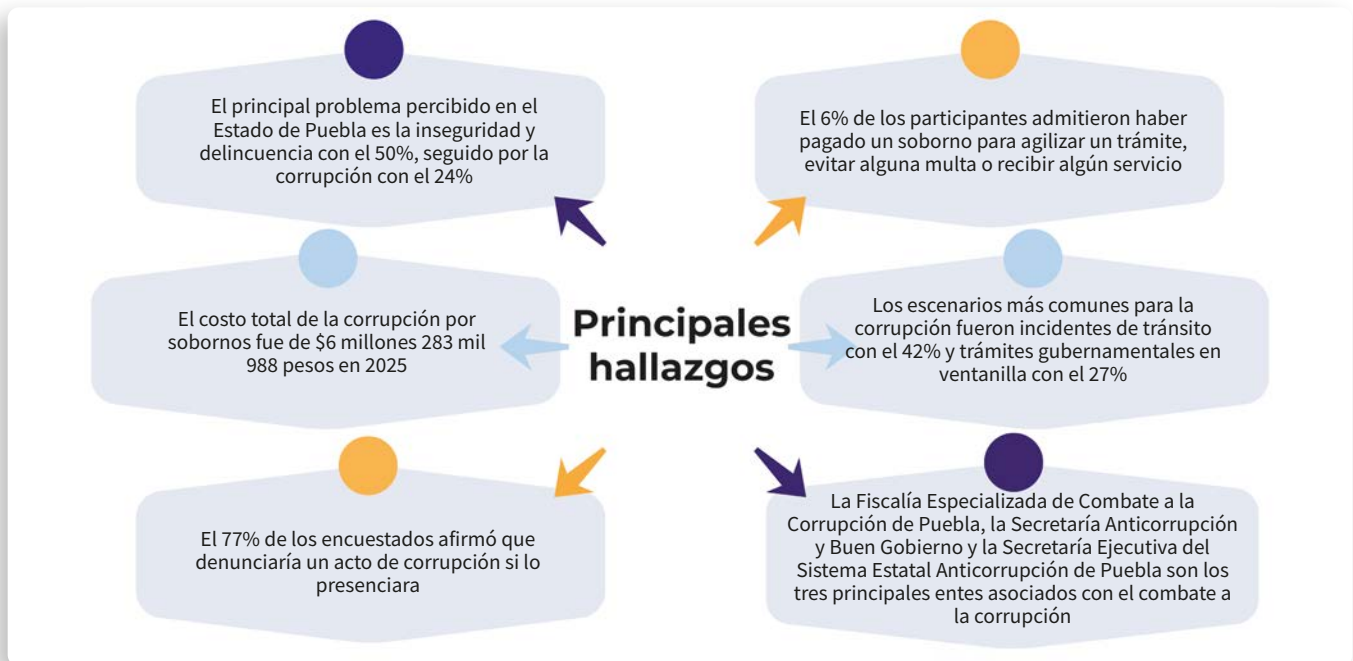 El principal problema percibido en el
Estado de Puebla es la inseguridad y
delincuencia con el 50%, seguido por la
corrupción con el 24%
El 6% de los participantes admitieron haber
pagado un soborno para agilizar un trámite,
evitar alguna multa o recibir algún servicio
El costo total de la corrupción por
sobornos fue de $6 millones 283 mil
988 pesos en 2025
Principales
hallazgos
Los escenarios más comunes para la
corrupción fueron incidentes de tránsito
con el 42% y trámites gubernamentales en
ventanilla con el 27%
El 77% de los encuestados afirmó que
denunciaría un acto de corrupción si lo
presenciara
La Fiscalía Especializada de Combate a la
Corrupción de Puebla, la Secretaría Anticorrupción
y Buen Gobierno y la Secretaría Ejecutiva del
Sistema Estatal Anticorrupción de Puebla son los
tres principales entes asociados con el combate a
la corrupción